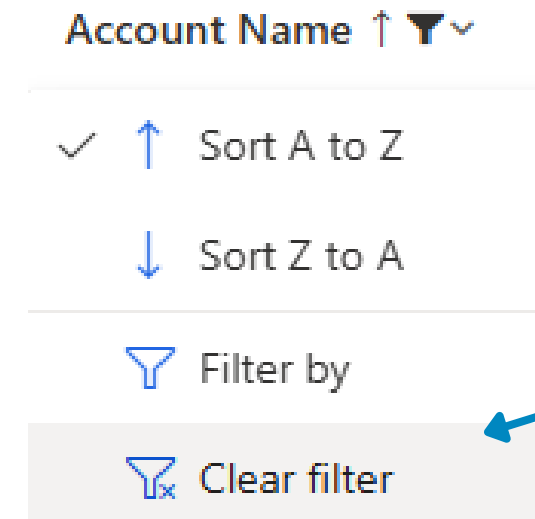 Account Name
Sort A to Z
Sort Z to A
Filter by
Clear filter